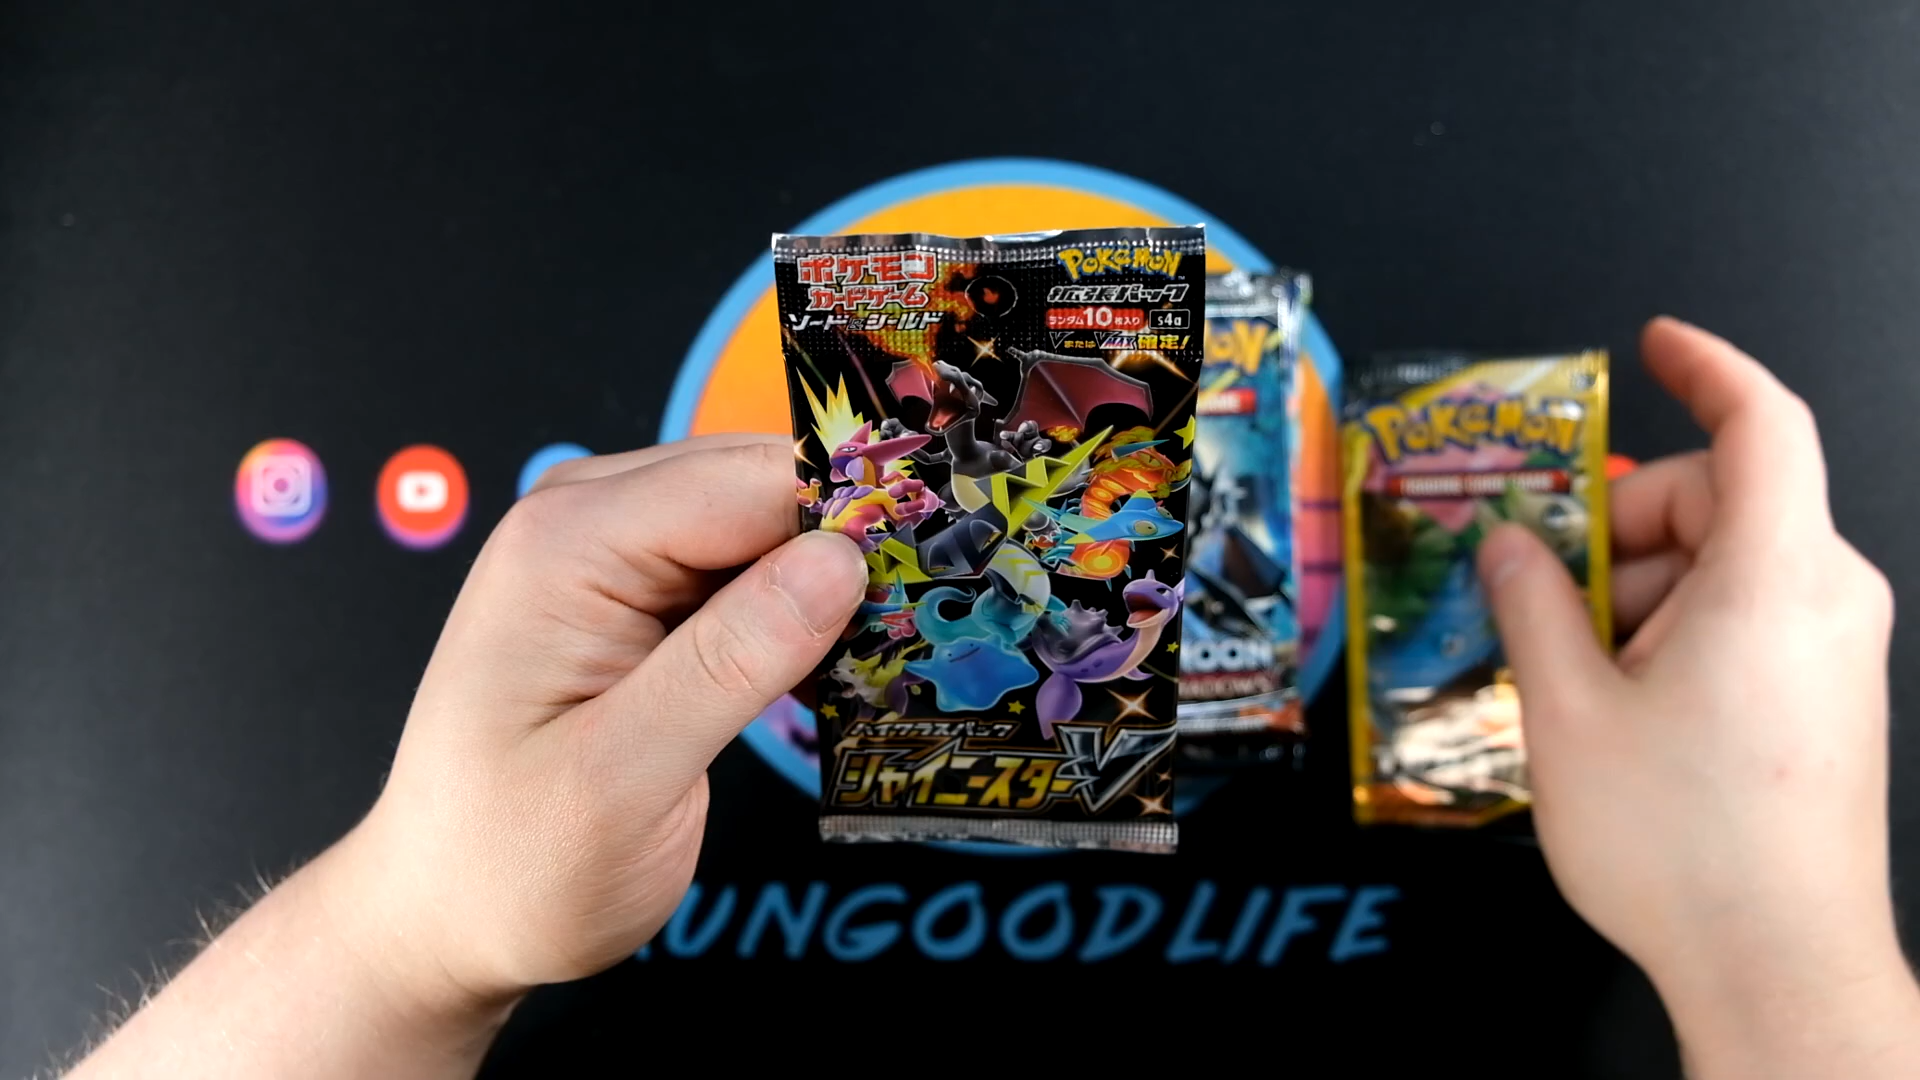 ポケモン
カードゲーム
ソード&シールド
POKéMON
拡張パック
ランダム10枚入り s4a
VまたはVMAX確定!
ハイクラスパック
シャイニースターV
MOON
POKéMON
TRADING CARD GAME
UNGOODLIFE